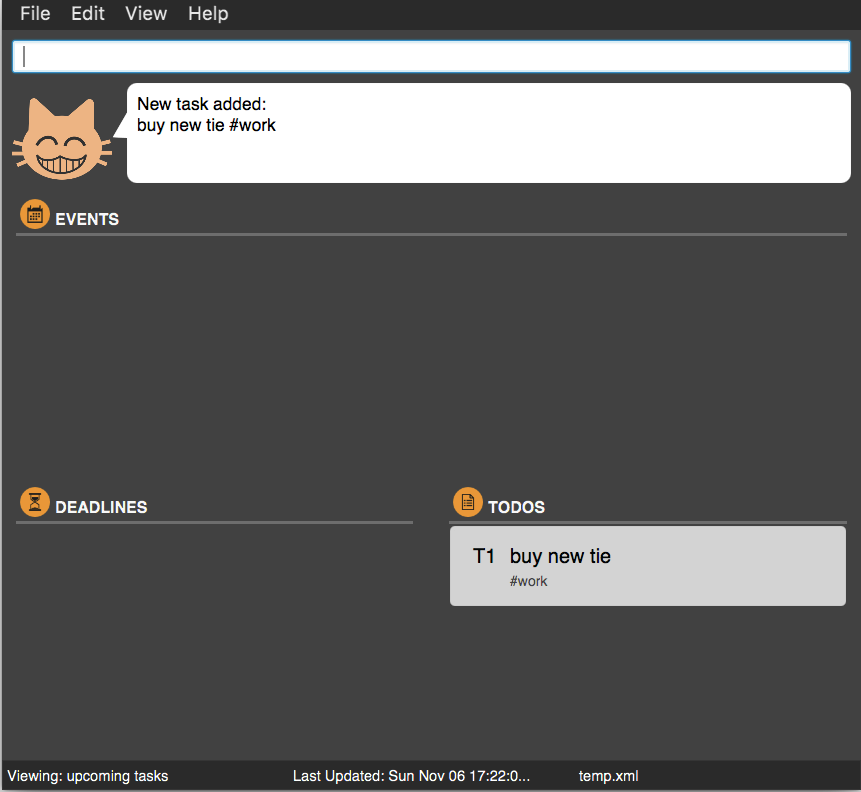 File Edit View Help
New task added:
buy new tie #work
EVENTS
DEADLINES
TODOS
T1 buy new tie
#work
Viewing: upcoming tasks Last Updated: Sun Nov 06 17:22:0... temp.xml